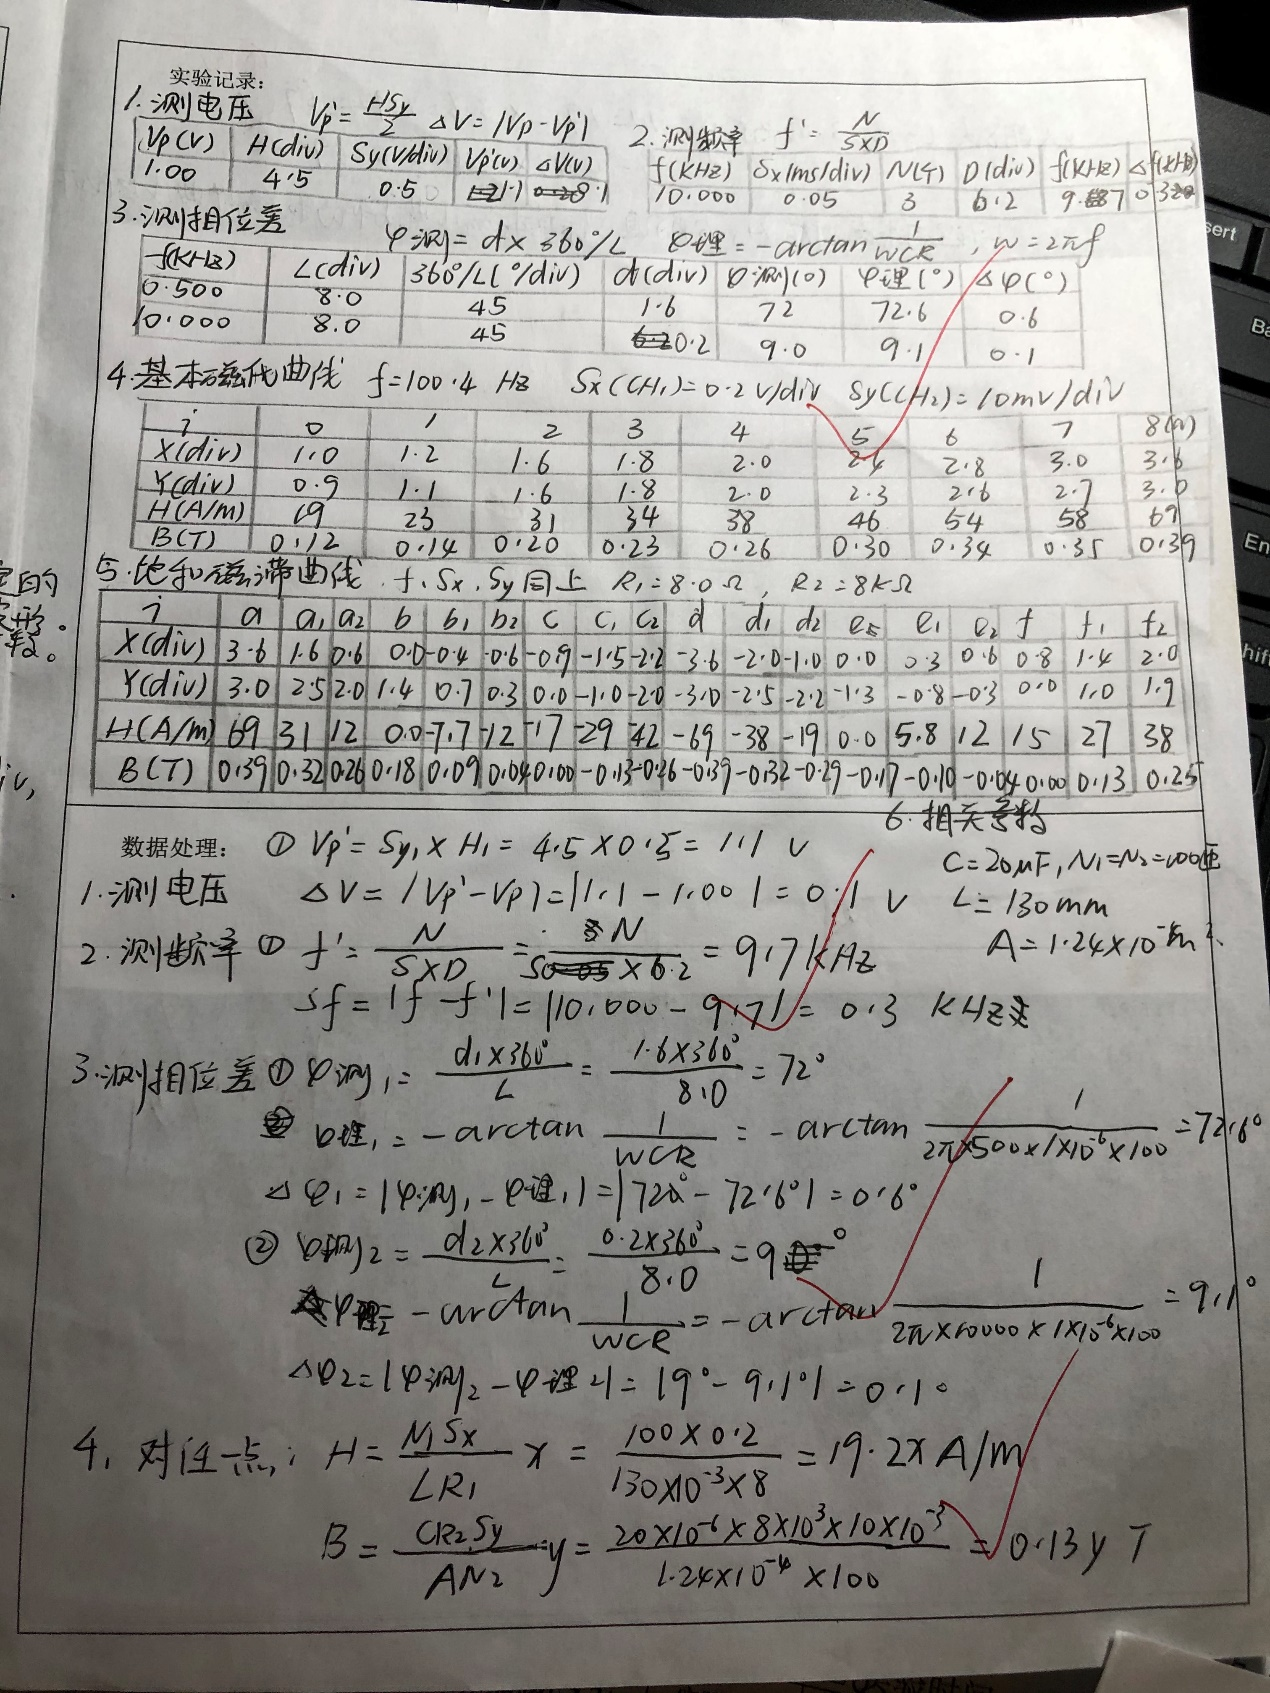 实验记录：
1.测电压 Vp'=HSy/2 ΔV=|Vp-Vp'|
Vp(V) H(div) Sy(V/div) Vp'(V) ΔV(V)
1.00 4.5 0.5 1.1 0.1
2.测频率 f'=N/SXD
f(KHz) Sx(ms/div) N(个) D(div) f(KHz) Δf(KHz)
10.000 0.05 3 6.2 9.7 0.3
3.测相位差 φ测=d×360°/L φ理=-arctan 1/WCR , w=2πf
f(KHz) L(div) 360°/L(°/div) d(div) φ测(°) φ理(°) Δφ(°)
0.500 8.0 45 1.6 72 72.6 0.6
10.000 8.0 45 0.2 9.0 9.1 0.1
4.基本磁化曲线 f=100.4 Hz Sx(CH1)=0.2V/div Sy(CH2)=10mV/div
i 0 1 2 3 4 5 6 7 8(a)
X(div) 1.0 1.2 1.6 1.8 2.0 2.4 2.8 3.0 3.6
Y(div) 0.9 1.1 1.6 1.8 2.0 2.3 2.6 2.7 3.0
H(A/m) 19 23 31 34 38 46 54 58 69
B(T) 0.12 0.14 0.20 0.23 0.26 0.30 0.34 0.35 0.39
5.饱和磁滞曲线 f、Sx、Sy同上 R1=8.0Ω, R2=8KΩ
i a a1 a2 b b1 b2 c c1 c2 d d1 d2 e e1 e2 f f1 f2
X(div) 3.6 1.6 0.6 0.0 -0.4 -0.6 -0.9 -1.5 -2.2 -3.6 -2.0 -1.0 0.0 0.3 0.6 0.8 1.4 2.0
Y(div) 3.0 2.5 2.0 1.4 0.7 0.3 0.0 -1.0 -2.0 -3.0 -2.5 -2.2 -1.3 -0.8 -0.3 0.0 1.0 1.9
H(A/m) 69 31 12 0.0 -7.7 -12 -17 -29 -42 -69 -38 -19 0.0 5.8 12 15 27 38
B(T) 0.39 0.32 0.26 0.18 0.09 0.04 0.00 -0.13 -0.26 -0.39 -0.32 -0.29 -0.17 -0.10 -0.04 0.00 0.13 0.25
6.相关参数
C=20μF, N1=N2=100匝
L=130mm
A=1.24×10⁻⁴m²
数据处理： ① Vp'=Sy1×H1=4.5×0.5=1.1 V
1.测电压 ΔV=|Vp'-Vp|=|1.1-1.00|=0.1 V
2.测频率 ① f'=N/SXD=N/S×6.2=9.7KHz
Sf=|f-f'|=|10.000-9.7|=0.3 KHz
3.测相位差 ① φ测1=d1×360°/L=1.6×360°/8.0=72°
φ理1=-arctan 1/WCR=-arctan 1/2π×500×1×10⁻⁶×100=72.6°
Δφ1=|φ测1-φ理1|=|72°-72.6°|=0.6°
② φ测2=d2×360°/L=0.2×360°/8.0=9°
φ理2=-arctan 1/WCR=-arctan 1/2π×10000×1×10⁻⁶×100=9.1°
Δφ2=|φ测2-φ理2|=|9°-9.1°|=0.1°
4. 对任一点: H=N1Sx/LR1 x=100×0.2/130×10⁻³×8=19.2x A/m
B=CR2Sy/AN2 y=20×10⁻⁶×8×10³×10×10⁻³/1.24×10⁻⁴×100=0.13y T